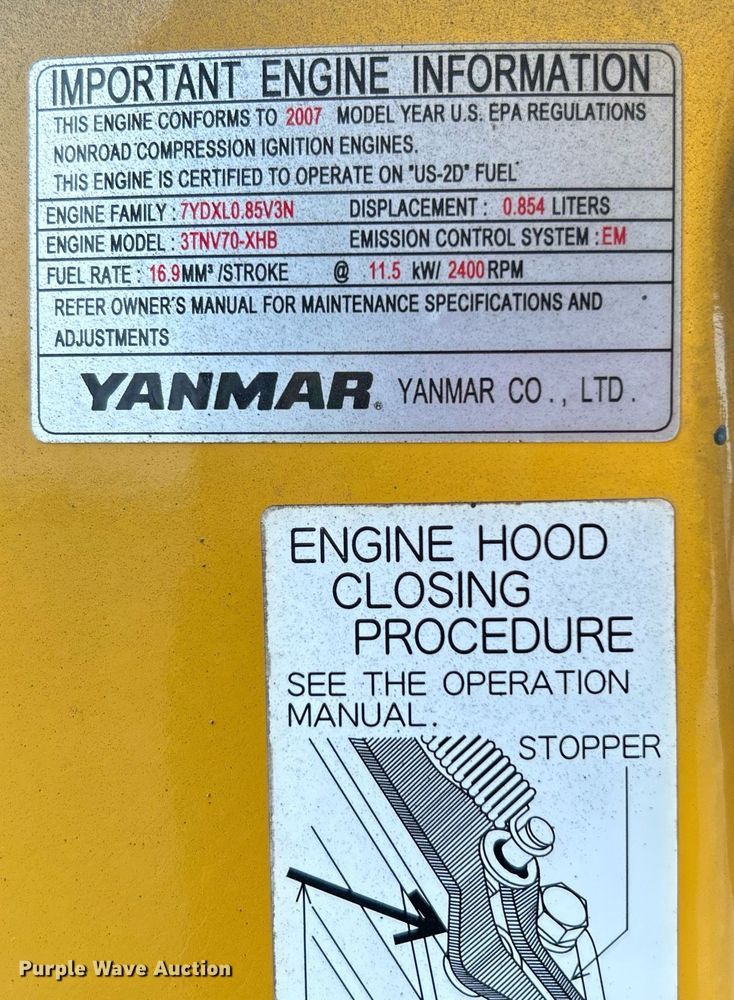 IMPORTANT ENGINE INFORMATION
THIS ENGINE CONFORMS TO 2007 MODEL YEAR U.S. EPA REGULATIONS
NONROAD COMPRESSION IGNITION ENGINES.
THIS ENGINE IS CERTIFIED TO OPERATE ON "US-2D" FUEL
ENGINE FAMILY : 7YDXL0.85V3N DISPLACEMENT : 0.854 LITERS
ENGINE MODEL : 3TNV70-XHB EMISSION CONTROL SYSTEM : EM
FUEL RATE : 16.9MM³ /STROKE @ 11.5 kW/ 2400 RPM
REFER OWNER'S MANUAL FOR MAINTENANCE SPECIFICATIONS AND
ADJUSTMENTS
YANMAR® YANMAR CO., LTD.
ENGINE HOOD
CLOSING
PROCEDURE
SEE THE OPERATION
MANUAL.
STOPPER
Purple Wave Auction